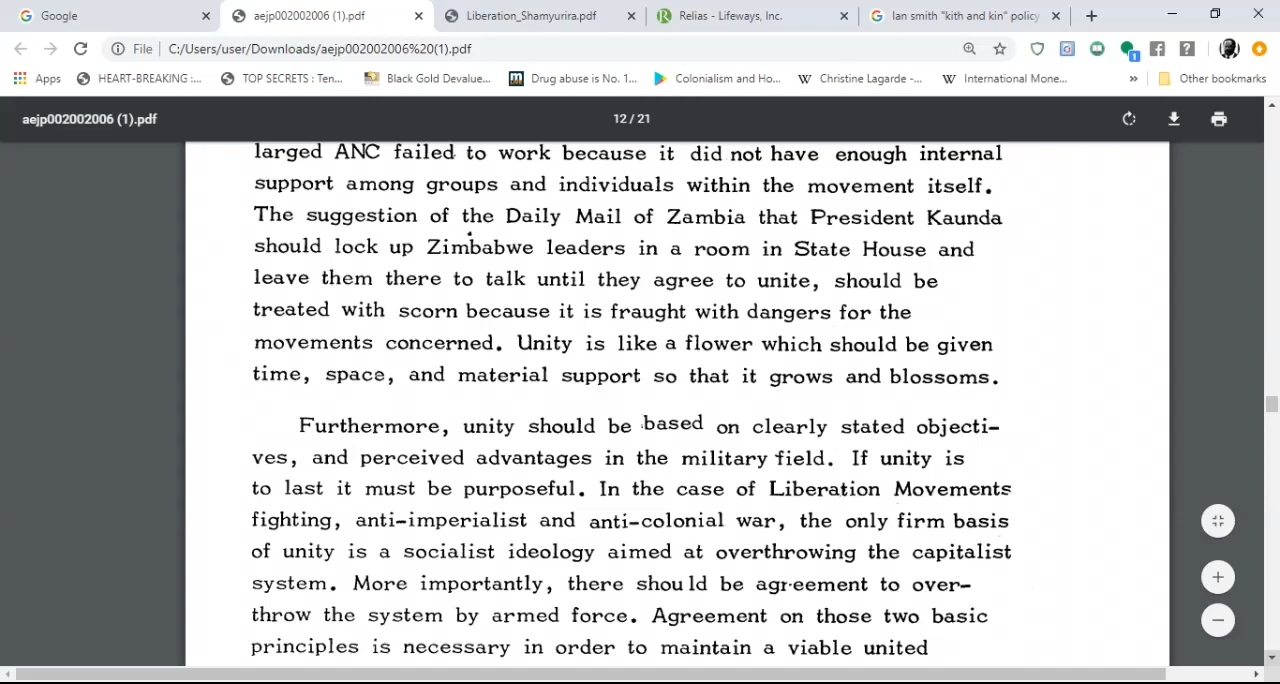 Google
aejp002002006 (1).pdf
Liberation_Shamyurira.pdf
Relias - Lifeways, Inc.
Ian smith "kith and kin" policy
File
C:/Users/user/Downloads/aejp002002006%20(1).pdf
1
Apps
HEART-BREAKING :...
TOP SECRETS : Ten...
Black Gold Devalue...
Drug abuse is No. 1...
Colonialism and Ho...
Christine Lagarde -...
International Mone...
»
Other bookmarks
aejp002002006 (1).pdf
12 / 21
larged ANC failed to work because it did not have enough internal
support among groups and individuals within the movement itself.
The suggestion of the Daily Mail of Zambia that President Kaunda
should lock up Zimbabwe leaders in a room in State House and
leave them there to talk until they agree to unite, should be
treated with scorn because it is fraught with dangers for the
movements concerned. Unity is like a flower which should be given
time, space, and material support so that it grows and blossoms.
Furthermore, unity should be based on clearly stated objecti-
ves, and perceived advantages in the military field. If unity is
to last it must be purposeful. In the case of Liberation Movements
fighting, anti-imperialist and anti-colonial war, the only firm basis
of unity is a socialist ideology aimed at overthrowing the capitalist
system. More importantly, there should be agreement to over-
throw the system by armed force. Agreement on those two basic
principles is necessary in order to maintain a viable united